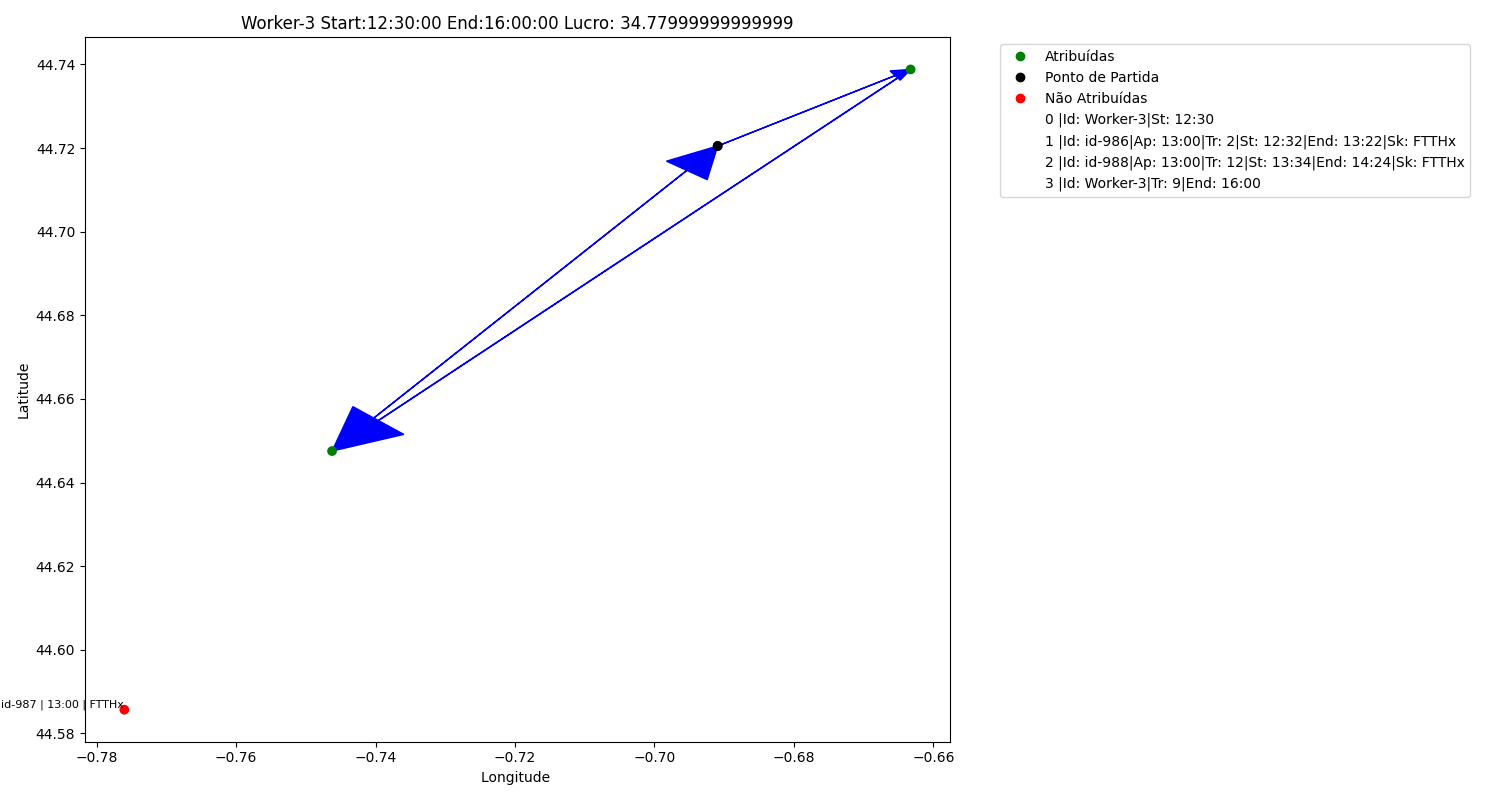 Worker-3 Start:12:30:00 End:16:00:00 Lucro: 34.77999999999999
44.74
44.72
44.70
44.68
44.66
44.64
44.62
44.60
44.58
Latitude
id-987 | 13:00 | FTTHx
−0.78
−0.76
−0.74
−0.72
−0.70
−0.68
−0.66
Longitude
Atribuídas
Ponto de Partida
Não Atribuídas
0 |Id: Worker-3|St: 12:30
1 |Id: id-986|Ap: 13:00|Tr: 2|St: 12:32|End: 13:22|Sk: FTTHx
2 |Id: id-988|Ap: 13:00|Tr: 12|St: 13:34|End: 14:24|Sk: FTTHx
3 |Id: Worker-3|Tr: 9|End: 16:00